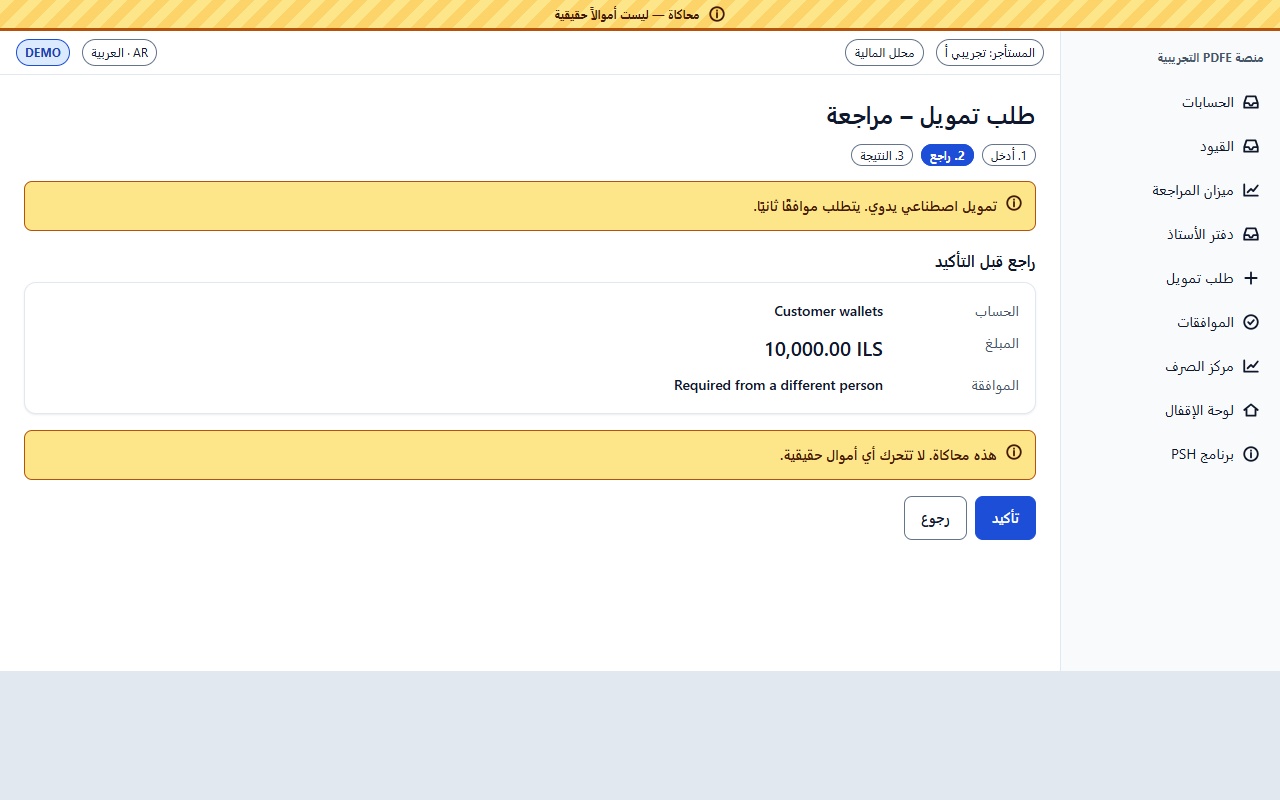 محاكاة — ليست أموالاً حقيقية
منصة PDFE التجريبية
الحسابات
القيود
ميزان المراجعة
دفتر الأستاذ
طلب تمويل
الموافقات
مركز الصرف
لوحة الإقفال
برنامج PSH
المستأجر: تجريبي أ
محلل المالية
AR · العربية
DEMO
طلب تمويل – مراجعة
1. أدخل
2. راجع
3. النتيجة
تمويل اصطناعي يدوي. يتطلب موافقًا ثانيًا.
راجع قبل التأكيد
الحساب Customer wallets
المبلغ 10,000.00 ILS
الموافقة Required from a different person
هذه محاكاة. لا تتحرك أي أموال حقيقية.
تأكيد
رجوع